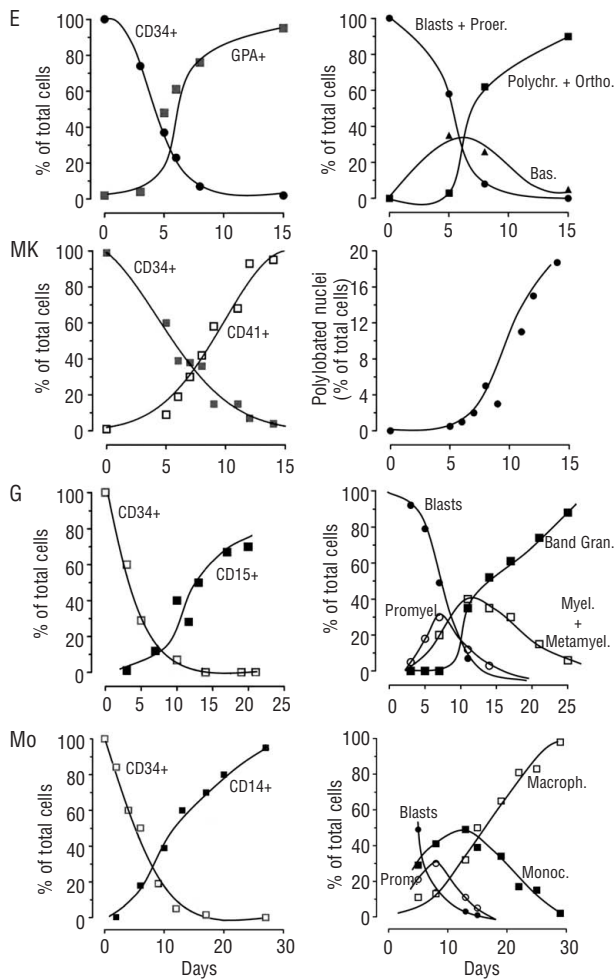 E
% of total cells
100
80
60
40
20
0
CD34+
GPA+
0 5 10 15
% of total cells
100
80
60
40
20
0
Blasts + Proer.
Polychr. + Ortho.
Bas.
0 5 10 15
MK
% of total cells
100
80
60
40
20
0
CD34+
CD41+
0 5 10 15
Polylobated nuclei
(% of total cells)
20
16
12
8
4
0
0 5 10 15
G
% of total cells
100
80
60
40
20
0
CD34+
CD15+
0 5 10 15 20 25
% of total cells
100
80
60
40
20
0
Blasts
Band Gran.
Promyel.
Myel.
+
Metamyel.
0 5 10 15 20 25
Mo
% of total cells
100
80
60
40
20
0
CD34+
CD14+
0 10 20 30
Days
% of total cells
100
80
60
40
20
0
Macroph.
Blasts
Promo
Monoc.
0 10 20 30
Days